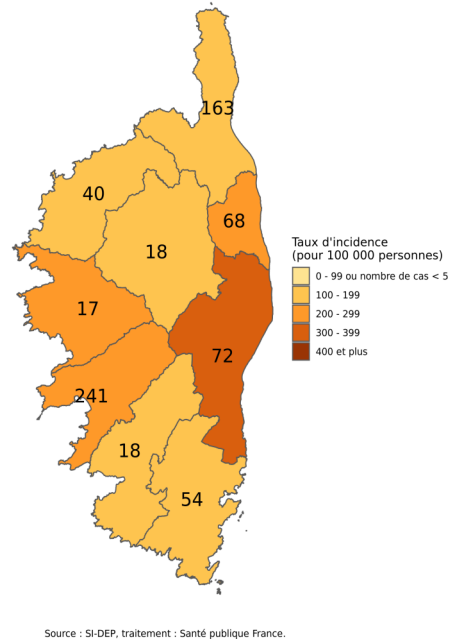 163
40
68
18
17
72
241
18
54
Taux d'incidence
(pour 100 000 personnes)
0 - 99 ou nombre de cas < 5
100 - 199
200 - 299
300 - 399
400 et plus
Source : SI-DEP, traitement : Santé publique France.